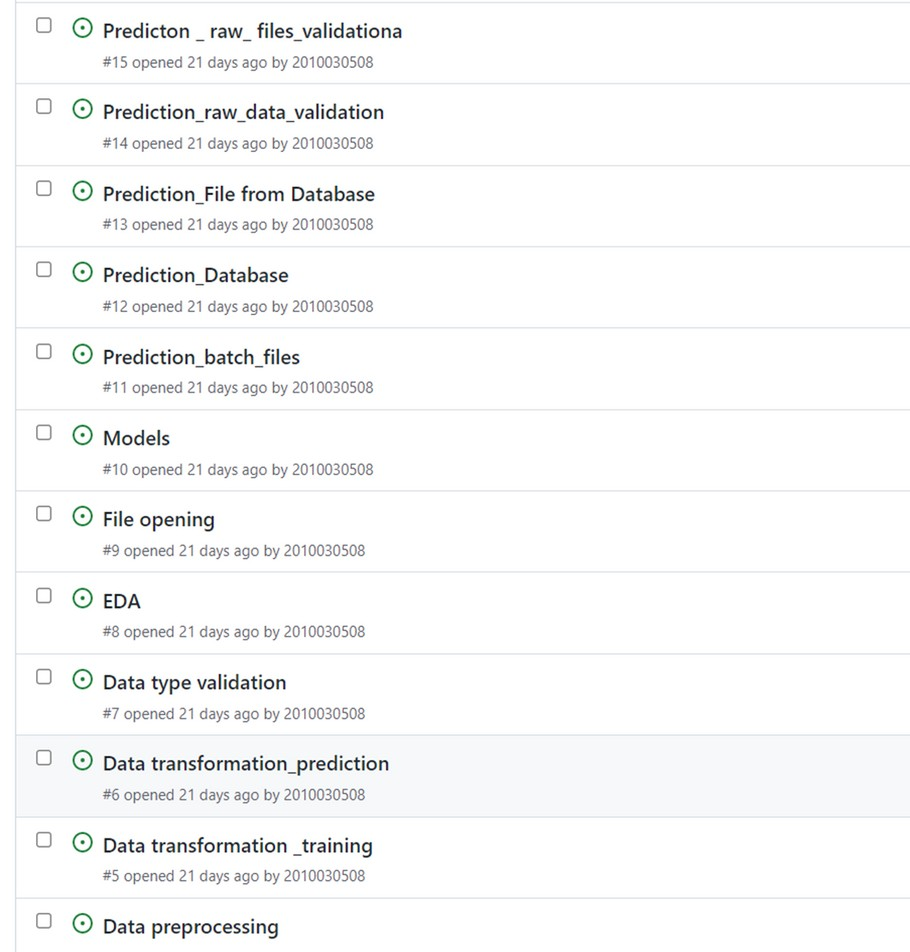 Predicton _ raw_ files_validationa
#15 opened 21 days ago by 2010030508
Prediction_raw_data_validation
#14 opened 21 days ago by 2010030508
Prediction_File from Database
#13 opened 21 days ago by 2010030508
Prediction_Database
#12 opened 21 days ago by 2010030508
Prediction_batch_files
#11 opened 21 days ago by 2010030508
Models
#10 opened 21 days ago by 2010030508
File opening
#9 opened 21 days ago by 2010030508
EDA
#8 opened 21 days ago by 2010030508
Data type validation
#7 opened 21 days ago by 2010030508
Data transformation_prediction
#6 opened 21 days ago by 2010030508
Data transformation _training
#5 opened 21 days ago by 2010030508
Data preprocessing